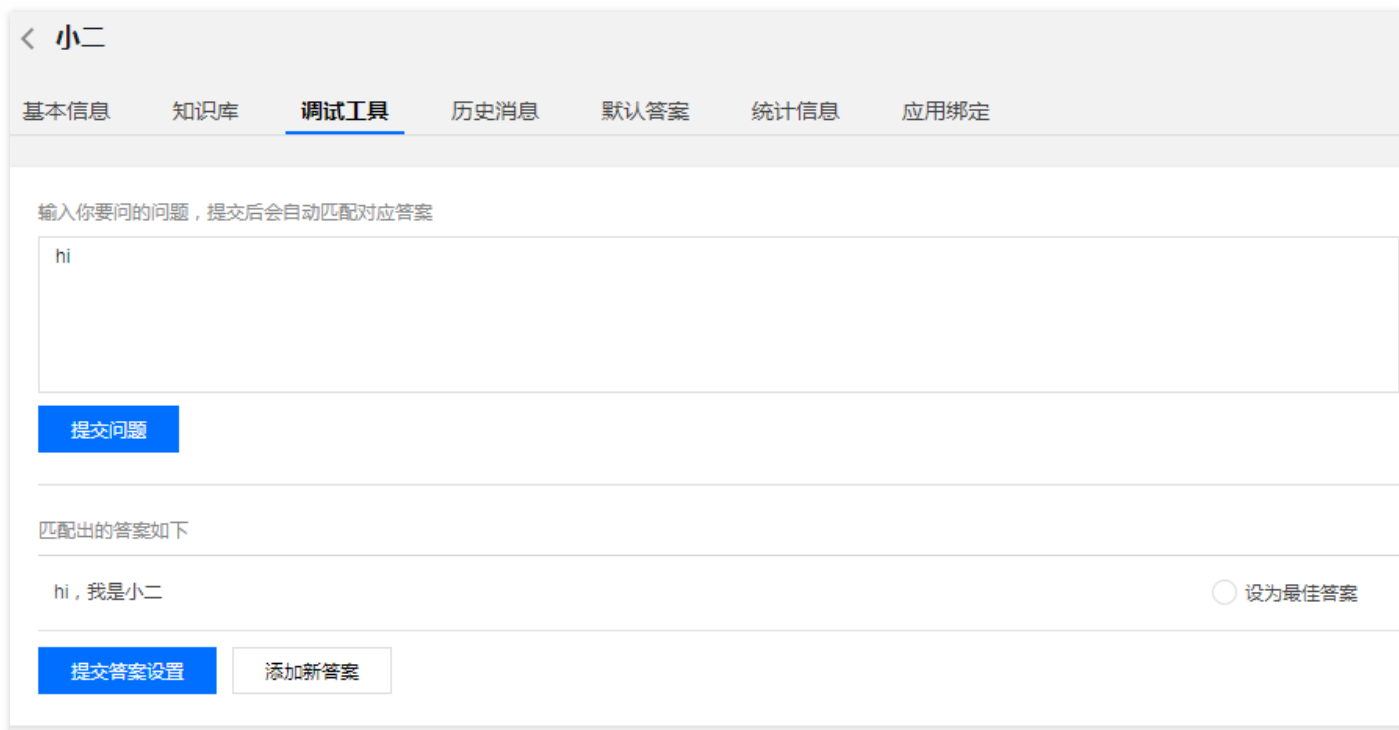 小二
基本信息 知识库 调试工具 历史消息 默认答案 统计信息 应用绑定
输入你要问的问题，提交后会自动匹配对应答案
hi
提交问题
匹配出的答案如下
hi，我是小二 设为最佳答案
提交答案设置 添加新答案